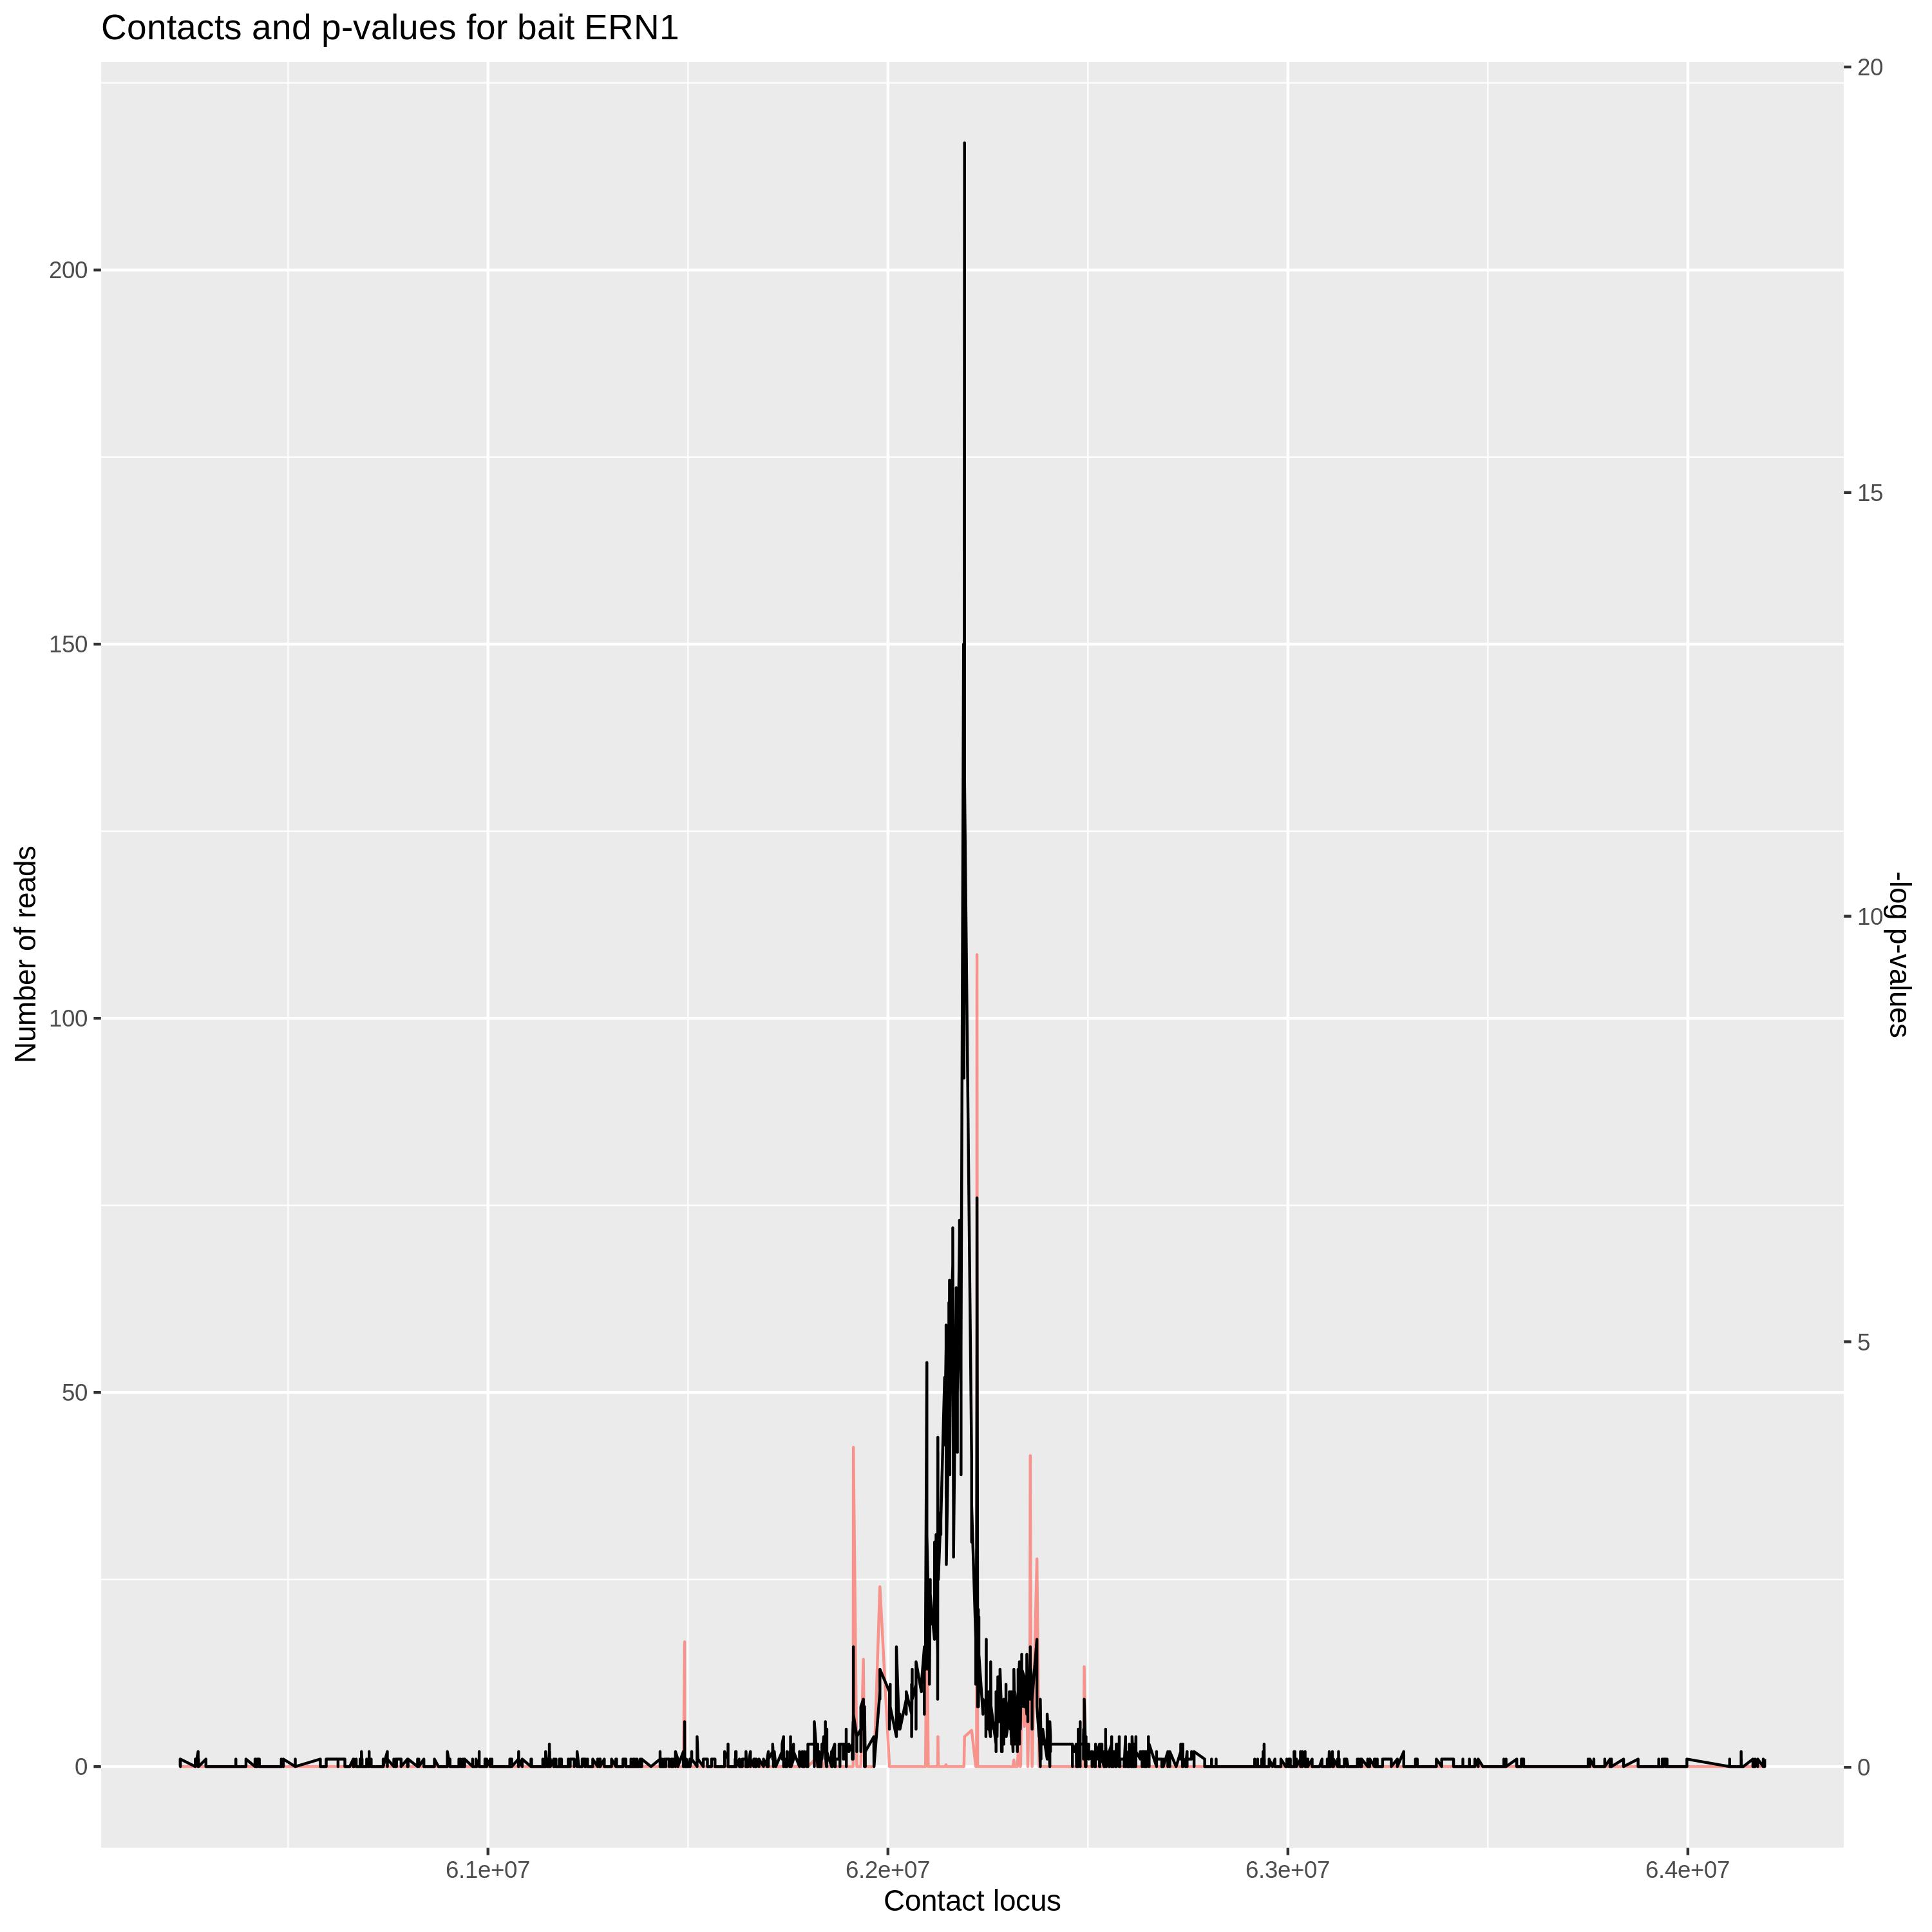 Contacts and p-values for bait ERN1
20
200
15
150
Number of reads
-log p-values
10
100
5
50
0
0
6.1e+07
6.2e+07
6.3e+07
6.4e+07
Contact locus